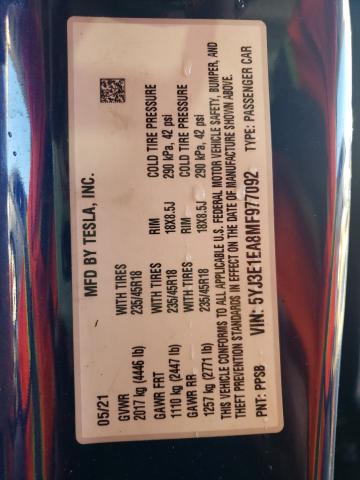 MFD BY TESLA, INC.
05/21
GVWR
2017 kg (4446 lb)
GAWR FRT WITH TIRES RIM COLD TIRE PRESSURE
1110 kg (2447 lb) 235/45R18 18X8.5J 290 kPa, 42 psi
GAWR RR WITH TIRES RIM COLD TIRE PRESSURE
1257 kg (2771 lb) 235/45R18 18X8.5J 290 kPa, 42 psi
THIS VEHICLE CONFORMS TO ALL APPLICABLE U.S. FEDERAL MOTOR VEHICLE SAFETY, BUMPER, AND
THEFT PREVENTION STANDARDS IN EFFECT ON THE DATE OF MANUFACTURE SHOWN ABOVE.
VIN: 5YJ3E1EA8MF977092
PNT: PPSB TYPE: PASSENGER CAR